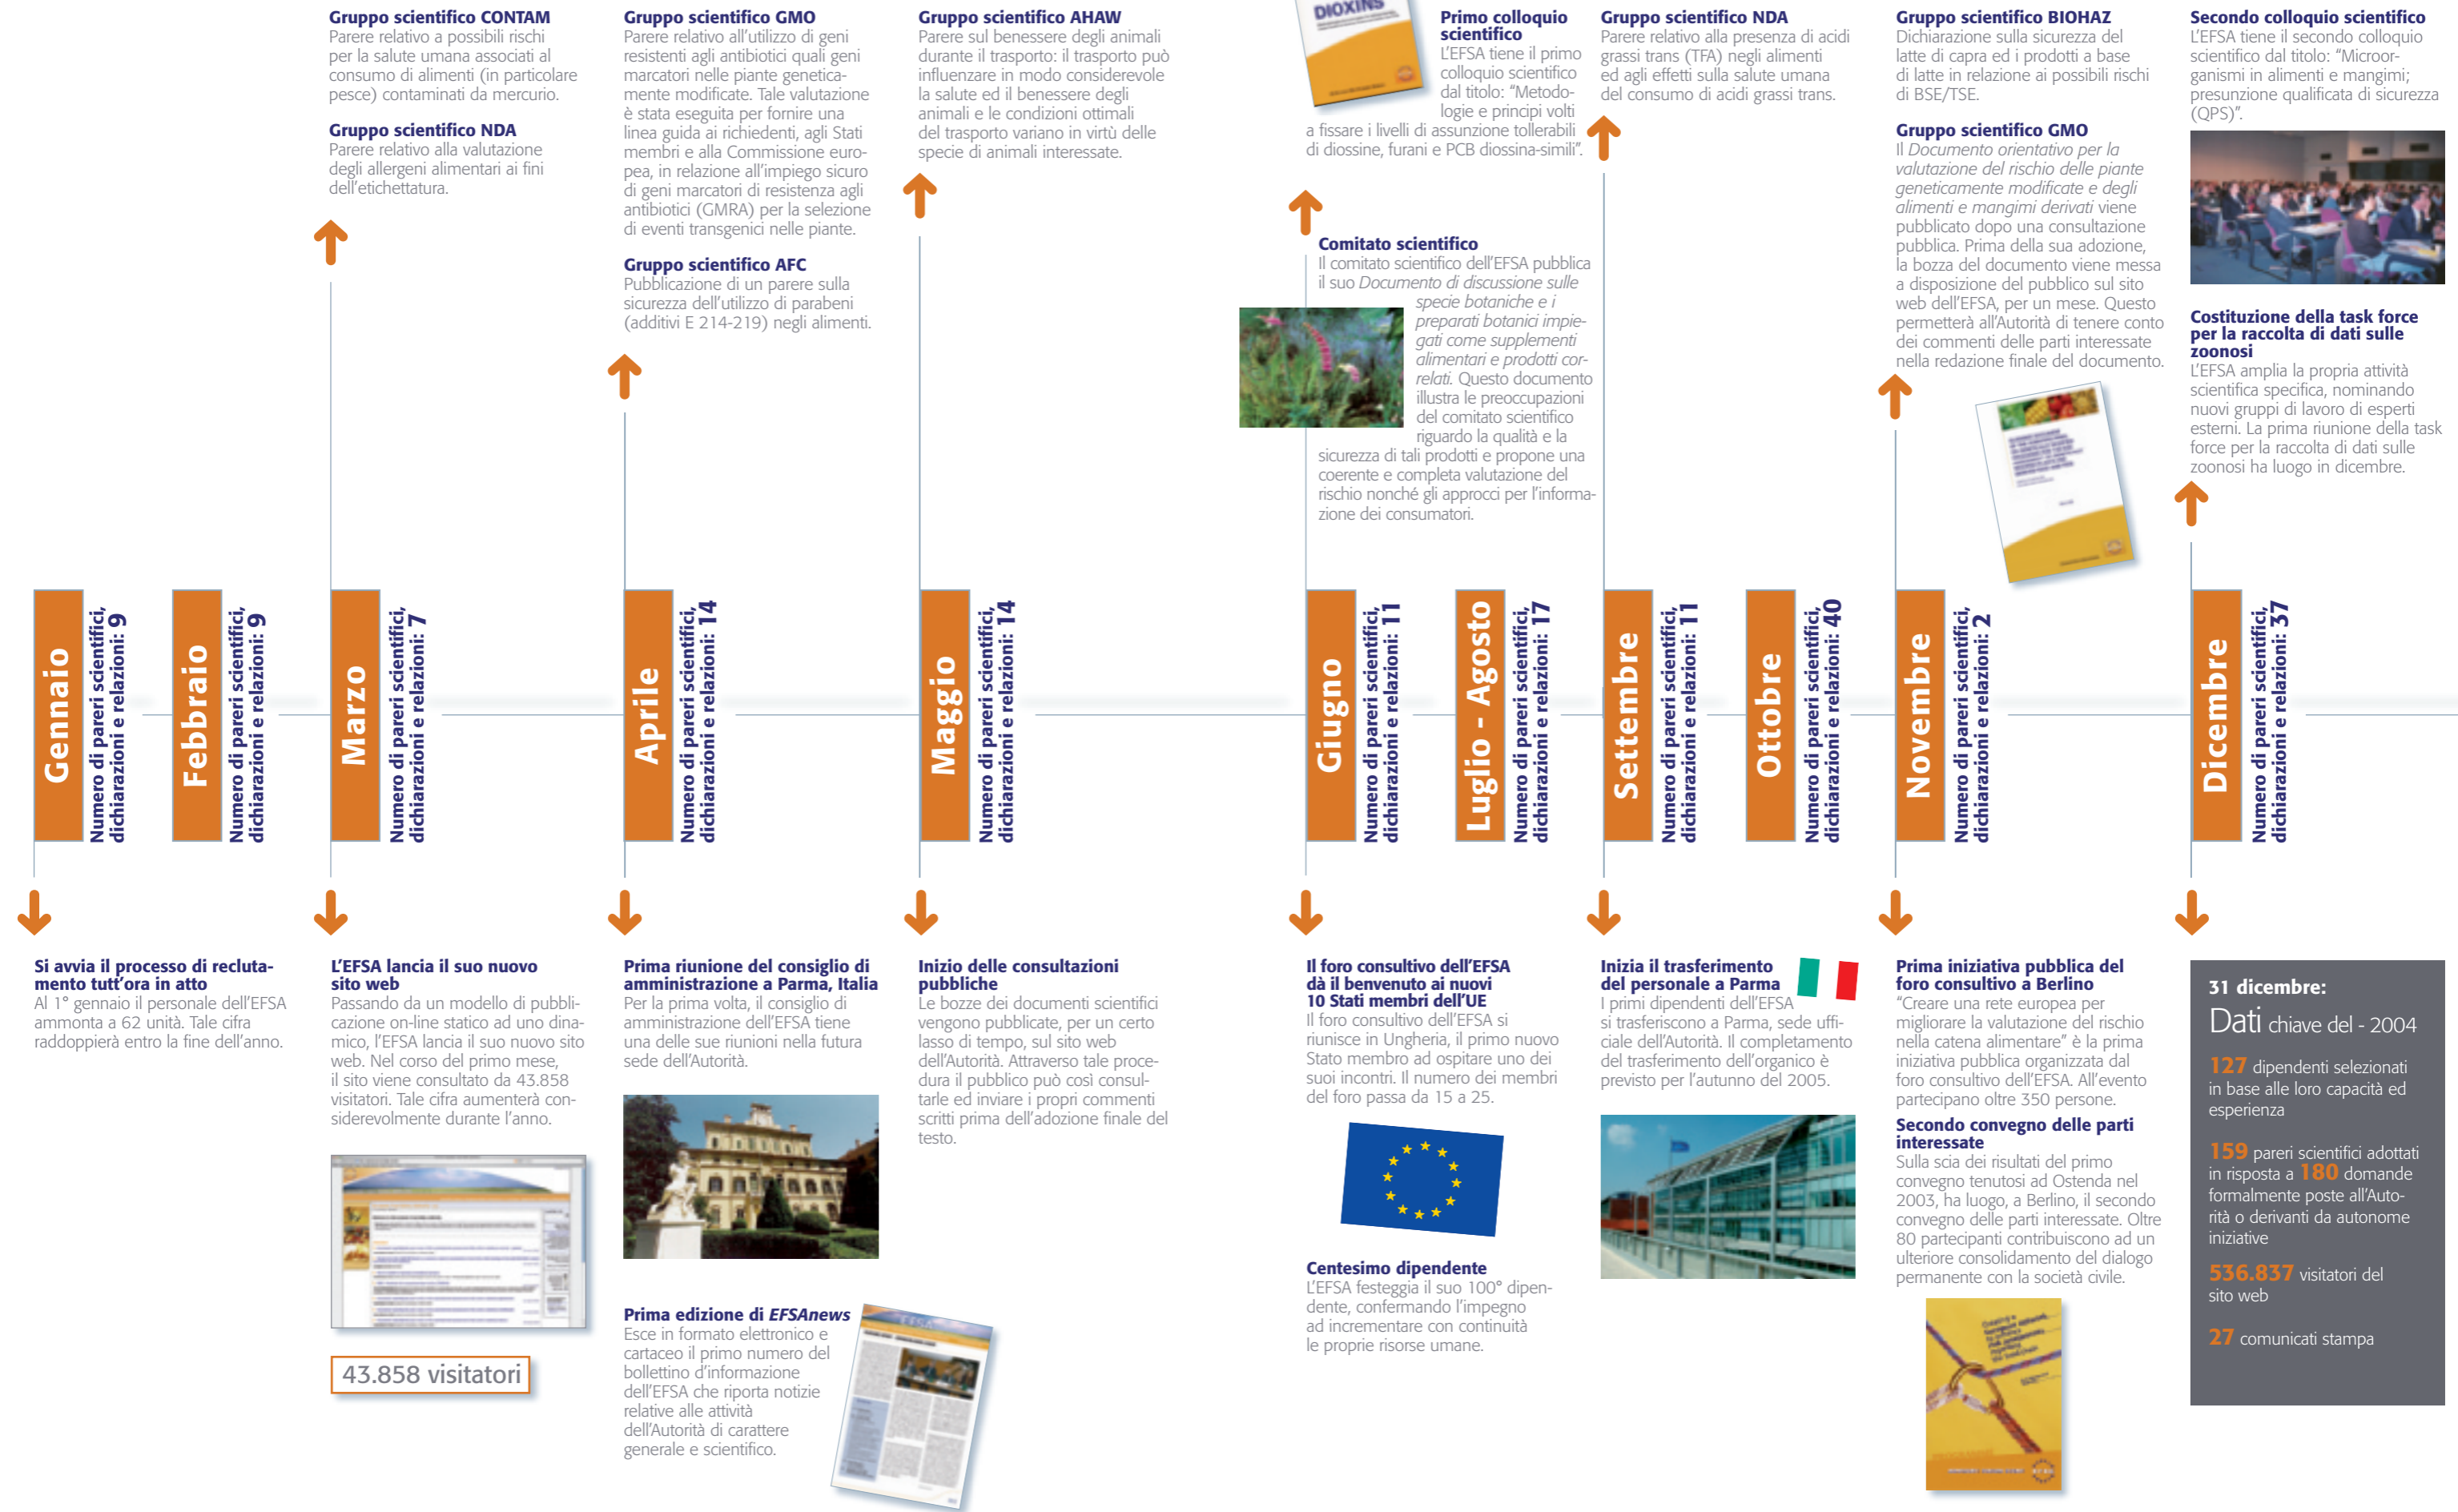 Gruppo scientifico CONTAM
Parere relativo a possibili rischi
per la salute umana associati al
consumo di alimenti (in particolare
pesce) contaminati da mercurio.
Gruppo scientifico NDA
Parere relativo alla valutazione
degli allergeni alimentari ai fini
dell'etichettatura.
Gruppo scientifico GMO
Parere relativo all'utilizzo di geni
resistenti agli antibiotici quali geni
marcatori nelle piante genetica-
mente modificate. Tale valutazione
è stata eseguita per fornire una
linea guida ai richiedenti, agli Stati
membri e alla Commissione euro-
pea, in relazione all'impiego sicuro
di geni marcatori di resistenza agli
antibiotici (GMRA) per la selezione
di eventi transgenici nelle piante.
Gruppo scientifico AFC
Pubblicazione di un parere sulla
sicurezza dell'utilizzo di parabeni
(additivi E 214-219) negli alimenti.
Gruppo scientifico AHAW
Parere sul benessere degli animali
durante il trasporto: il trasporto può
influenzare in modo considerevole
la salute ed il benessere degli
animali e le condizioni ottimali
del trasporto variano in virtù delle
specie di animali interessate.
DIOXINS
Primo colloquio
scientifico
L'EFSA tiene il primo
colloquio scientifico
dal titolo: "Metodo-
logie e principi volti
a fissare i livelli di assunzione tollerabili
di diossine, furani e PCB diossina-simili".
Comitato scientifico
Il comitato scientifico dell'EFSA pubblica
il suo Documento di discussione sulle
specie botaniche e i
preparati botanici impie-
gati come supplementi
alimentari e prodotti cor-
relati. Questo documento
illustra le preoccupazioni
del comitato scientifico
riguardo la qualità e la
sicurezza di tali prodotti e propone una
coerente e completa valutazione del
rischio nonché gli approcci per l'informa-
zione dei consumatori.
Gruppo scientifico NDA
Parere relativo alla presenza di acidi
grassi trans (TFA) negli alimenti
ed agli effetti sulla salute umana
del consumo di acidi grassi trans.
Gruppo scientifico BIOHAZ
Dichiarazione sulla sicurezza del
latte di capra ed i prodotti a base
di latte in relazione ai possibili rischi
di BSE/TSE.
Gruppo scientifico GMO
Il Documento orientativo per la
valutazione del rischio delle piante
geneticamente modificate e degli
alimenti e mangimi derivati viene
pubblicato dopo una consultazione
pubblica. Prima della sua adozione,
la bozza del documento viene messa
a disposizione del pubblico sul sito
web dell'EFSA, per un mese. Questo
permetterà all'Autorità di tenere conto
dei commenti delle parti interessate
nella redazione finale del documento.
Secondo colloquio scientifico
L'EFSA tiene il secondo colloquio
scientifico dal titolo: "Microor-
ganismi in alimenti e mangimi;
presunzione qualificata di sicurezza
(QPS)".
Costituzione della task force
per la raccolta di dati sulle
zoonosi
L'EFSA amplia la propria attività
scientifica specifica, nominando
nuovi gruppi di lavoro di esperti
esterni. La prima riunione della task
force per la raccolta di dati sulle
zoonosi ha luogo in dicembre.
Gennaio
Numero di pareri scientifici,
dichiarazioni e relazioni: 9
Febbraio
Numero di pareri scientifici,
dichiarazioni e relazioni: 9
Marzo
Numero di pareri scientifici,
dichiarazioni e relazioni: 7
Aprile
Numero di pareri scientifici,
dichiarazioni e relazioni: 14
Maggio
Numero di pareri scientifici,
dichiarazioni e relazioni: 14
Giugno
Numero di pareri scientifici,
dichiarazioni e relazioni: 11
Luglio - Agosto
Numero di pareri scientifici,
dichiarazioni e relazioni: 17
Settembre
Numero di pareri scientifici,
dichiarazioni e relazioni: 11
Ottobre
Numero di pareri scientifici,
dichiarazioni e relazioni: 40
Novembre
Numero di pareri scientifici,
dichiarazioni e relazioni: 2
Dicembre
Numero di pareri scientifici,
dichiarazioni e relazioni: 37
Si avvia il processo di recluta-
mento tutt'ora in atto
Al 1° gennaio il personale dell'EFSA
ammonta a 62 unità. Tale cifra
raddoppierà entro la fine dell'anno.
L'EFSA lancia il suo nuovo
sito web
Passando da un modello di pubbli-
cazione on-line statico ad uno dina-
mico, l'EFSA lancia il suo nuovo sito
web. Nel corso del primo mese,
il sito viene consultato da 43.858
visitatori. Tale cifra aumenterà con-
siderevolmente durante l'anno.
43.858 visitatori
Prima riunione del consiglio di
amministrazione a Parma, Italia
Per la prima volta, il consiglio di
amministrazione dell'EFSA tiene
una delle sue riunioni nella futura
sede dell'Autorità.
Prima edizione di EFSAnews
Esce in formato elettronico e
cartaceo il primo numero del
bollettino d'informazione
dell'EFSA che riporta notizie
relative alle attività
dell'Autorità di carattere
generale e scientifico.
EFSA
Inizio delle consultazioni
pubbliche
Le bozze dei documenti scientifici
vengono pubblicate, per un certo
lasso di tempo, sul sito web
dell'Autorità. Attraverso tale proce-
dura il pubblico può così consul-
tarle ed inviare i propri commenti
scritti prima dell'adozione finale del
testo.
Il foro consultivo dell'EFSA
dà il benvenuto ai nuovi
10 Stati membri dell'UE
Il foro consultivo dell'EFSA si
riunisce in Ungheria, il primo nuovo
Stato membro ad ospitare uno dei
suoi incontri. Il numero dei membri
del foro passa da 15 a 25.
Centesimo dipendente
L'EFSA festeggia il suo 100° dipen-
dente, confermando l'impegno
ad incrementare con continuità
le proprie risorse umane.
Inizia il trasferimento
del personale a Parma
I primi dipendenti dell'EFSA
si trasferiscono a Parma, sede uffi-
ciale dell'Autorità. Il completamento
del trasferimento dell'organico è
previsto per l'autunno del 2005.
Prima iniziativa pubblica del
foro consultivo a Berlino
"Creare una rete europea per
migliorare la valutazione del rischio
nella catena alimentare" è la prima
iniziativa pubblica organizzata dal
foro consultivo dell'EFSA. All'evento
partecipano oltre 350 persone.
Secondo convegno delle parti
interessate
Sulla scia dei risultati del primo
convegno tenutosi ad Ostenda nel
2003, ha luogo, a Berlino, il secondo
convegno delle parti interessate. Oltre
80 partecipanti contribuiscono ad un
ulteriore consolidamento del dialogo
permanente con la società civile.
31 dicembre:
Dati chiave del - 2004
127 dipendenti selezionati
in base alle loro capacità ed
esperienza
159 pareri scientifici adottati
in risposta a 180 domande
formalmente poste all'Auto-
rità o derivanti da autonome
iniziative
536.837 visitatori del
sito web
27 comunicati stampa